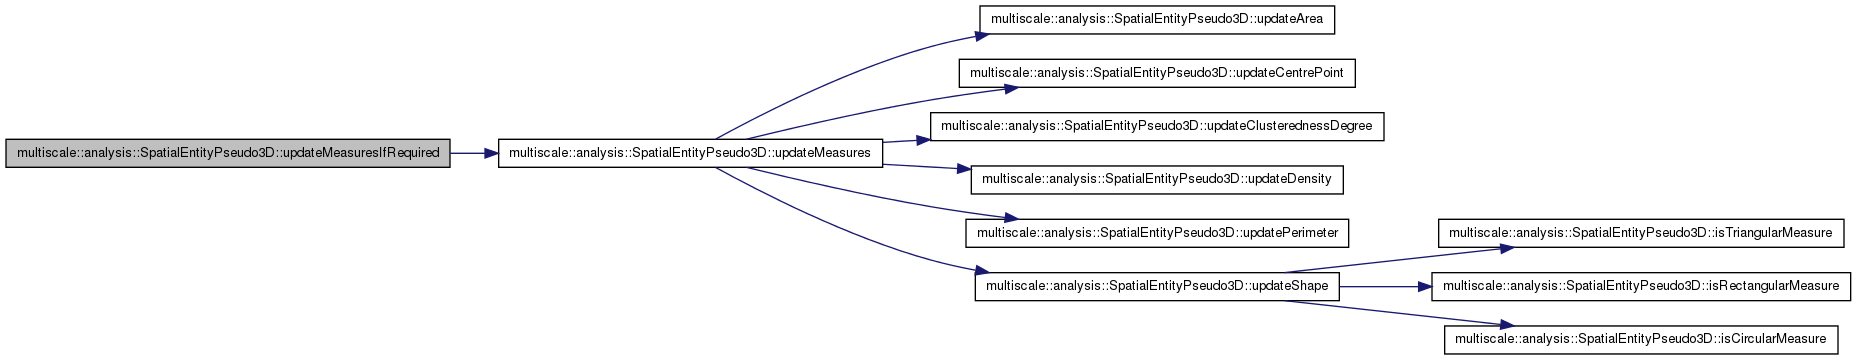 multiscale::analysis::SpatialEntityPseudo3D::updateMeasuresIfRequired
multiscale::analysis::SpatialEntityPseudo3D::updateMeasures
multiscale::analysis::SpatialEntityPseudo3D::updateArea
multiscale::analysis::SpatialEntityPseudo3D::updateCentrePoint
multiscale::analysis::SpatialEntityPseudo3D::updateClusterednessDegree
multiscale::analysis::SpatialEntityPseudo3D::updateDensity
multiscale::analysis::SpatialEntityPseudo3D::updatePerimeter
multiscale::analysis::SpatialEntityPseudo3D::updateShape
multiscale::analysis::SpatialEntityPseudo3D::isTriangularMeasure
multiscale::analysis::SpatialEntityPseudo3D::isRectangularMeasure
multiscale::analysis::SpatialEntityPseudo3D::isCircularMeasure